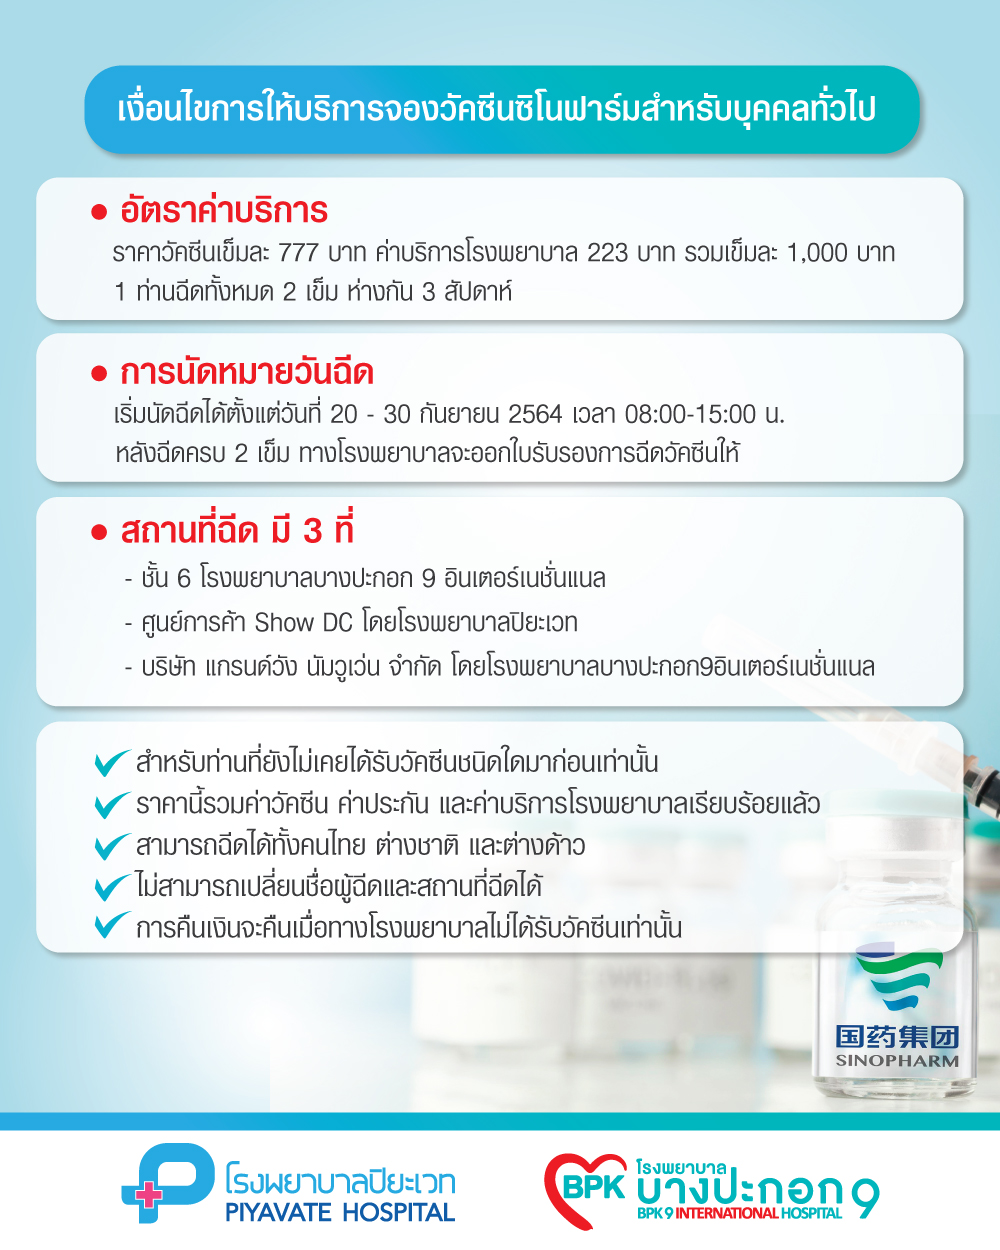 เงื่อนไขการให้บริการจองวัคซีนซิโนฟาร์มสำหรับบุคคลทั่วไป
• อัตราค่าบริการ
ราคาวัคซีนเข็มละ 777 บาท ค่าบริการโรงพยาบาล 223 บาท รวมเข็มละ 1,000 บาท
1 ท่านฉีดทั้งหมด 2 เข็ม ห่างกัน 3 สัปดาห์
• การนัดหมายวันฉีด
เริ่มนัดฉีดได้ตั้งแต่วันที่ 20 - 30 กันยายน 2564 เวลา 08:00-15:00 น.
หลังฉีดครบ 2 เข็ม ทางโรงพยาบาลจะออกใบรับรองการฉีดวัคซีนให้
• สถานที่ฉีด มี 3 ที่
- ชั้น 6 โรงพยาบาลบางปะกอก 9 อินเตอร์เนชั่นแนล
- ศูนย์การค้า Show DC โดยโรงพยาบาลปิยะเวท
- บริษัท แกรนด์วัง นัมวูเว่น จำกัด โดยโรงพยาบาลบางปะกอก9อินเตอร์เนชั่นแนล
สำหรับท่านที่ยังไม่เคยได้รับวัคซีนชนิดใดมาก่อนเท่านั้น
ราคานี้รวมค่าวัคซีน ค่าประกัน และค่าบริการโรงพยาบาลเรียบร้อยแล้ว
สามารถฉีดได้ทั้งคนไทย ต่างชาติ และต่างด้าว
ไม่สามารถเปลี่ยนชื่อผู้ฉีดและสถานที่ฉีดได้
การคืนเงินจะคืนเมื่อทางโรงพยาบาลไม่ได้รับวัคซีนเท่านั้น
国药集团
SINOPHARM
โรงพยาบาลปิยะเวท
PIYAVATE HOSPITAL
BPK
โรงพยาบาล
บางปะกอก 9
BPK 9 INTERNATIONAL HOSPITAL